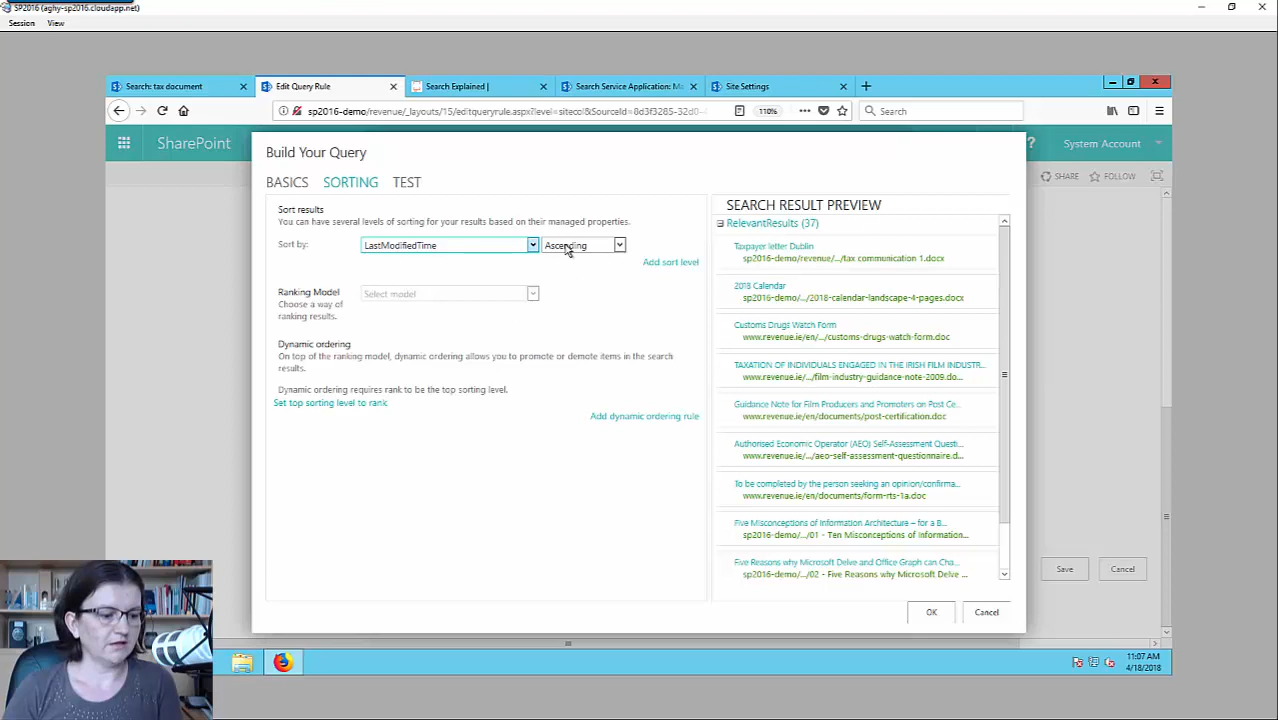 SP2016 (aghy-sp2016.cloudapp.net)
Session View
Search: tax document
Edit Query Rule
Search Explained |
Search Service Application: M
Site Settings
sp2016-demo/revenue/_layouts/15/editqueryrule.aspx?level=sitecol&SourceId=8d3f3285-32d0-4
110%
Search
SharePoint
?
System Account
SHARE
FOLLOW
Build Your Query
BASICS SORTING TEST
Sort results
You can have several levels of sorting for your results based on their managed properties.
Sort by:
LastModifiedTime
Ascending
Add sort level
Ranking Model
Choose a way of
ranking results.
Select model
Dynamic ordering
On top of the ranking model, dynamic ordering allows you to promote or demote items in the search
results.
Dynamic ordering requires rank to be the top sorting level.
Set top sorting level to rank
Add dynamic ordering rule
SEARCH RESULT PREVIEW
RelevantResults (37)
Taxpayer letter Dublin
sp2016-demo/revenue/.../tax communication 1.docx
2018 Calendar
sp2016-demo/.../2018-calendar-landscape-4-pages.docx
Customs Drugs Watch Form
www.revenue.ie/en/.../customs-drugs-watch-form.doc
TAXATION OF INDIVIDUALS ENGAGED IN THE IRISH FILM INDUSTR...
www.revenue.ie/.../film-industry-guidance-note-2009.do...
Guidance Note for Film Producers and Promoters on Post Ce...
www.revenue.ie/en/documents/post-certification.doc
Authorised Economic Operator (AEO) Self-Assessment Questi...
www.revenue.ie/.../aeo-self-assessment-questionnaire.d...
To be completed by the person seeking an opinion/confirma...
www.revenue.ie/en/documents/form-rts-1a.doc
Five Misconceptions of Information Architecture – for a B...
sp2016-demo/.../01 - Ten Misconceptions of Information...
Five Reasons why Microsoft Delve and Office Graph can Cha...
sp2016-demo/.../02 - Five Reasons why Microsoft Delve ...
OK
Cancel
Save
Cancel
11:07 AM
4/18/2018